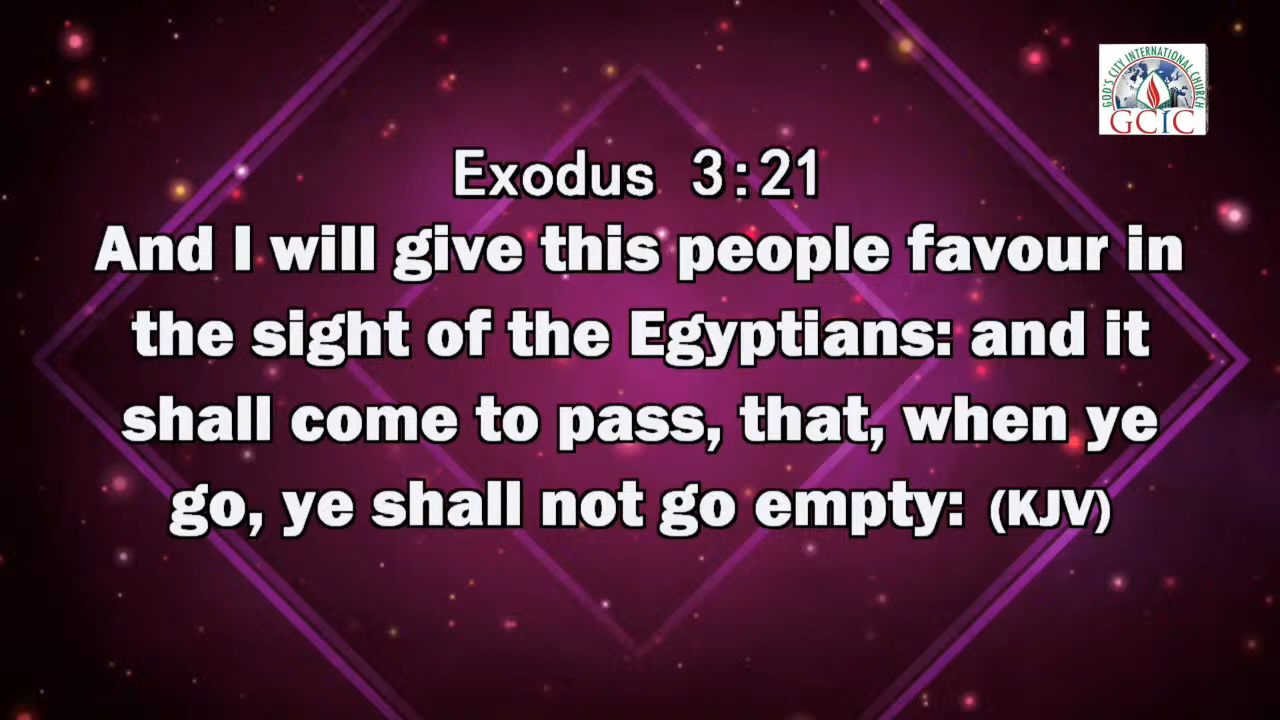 GOD'S CITY INTERNATIONAL CHURCH
GCIC
Exodus 3:21
And I will give this people favour in
the sight of the Egyptians: and it
shall come to pass, that, when ye
go, ye shall not go empty: (KJV)